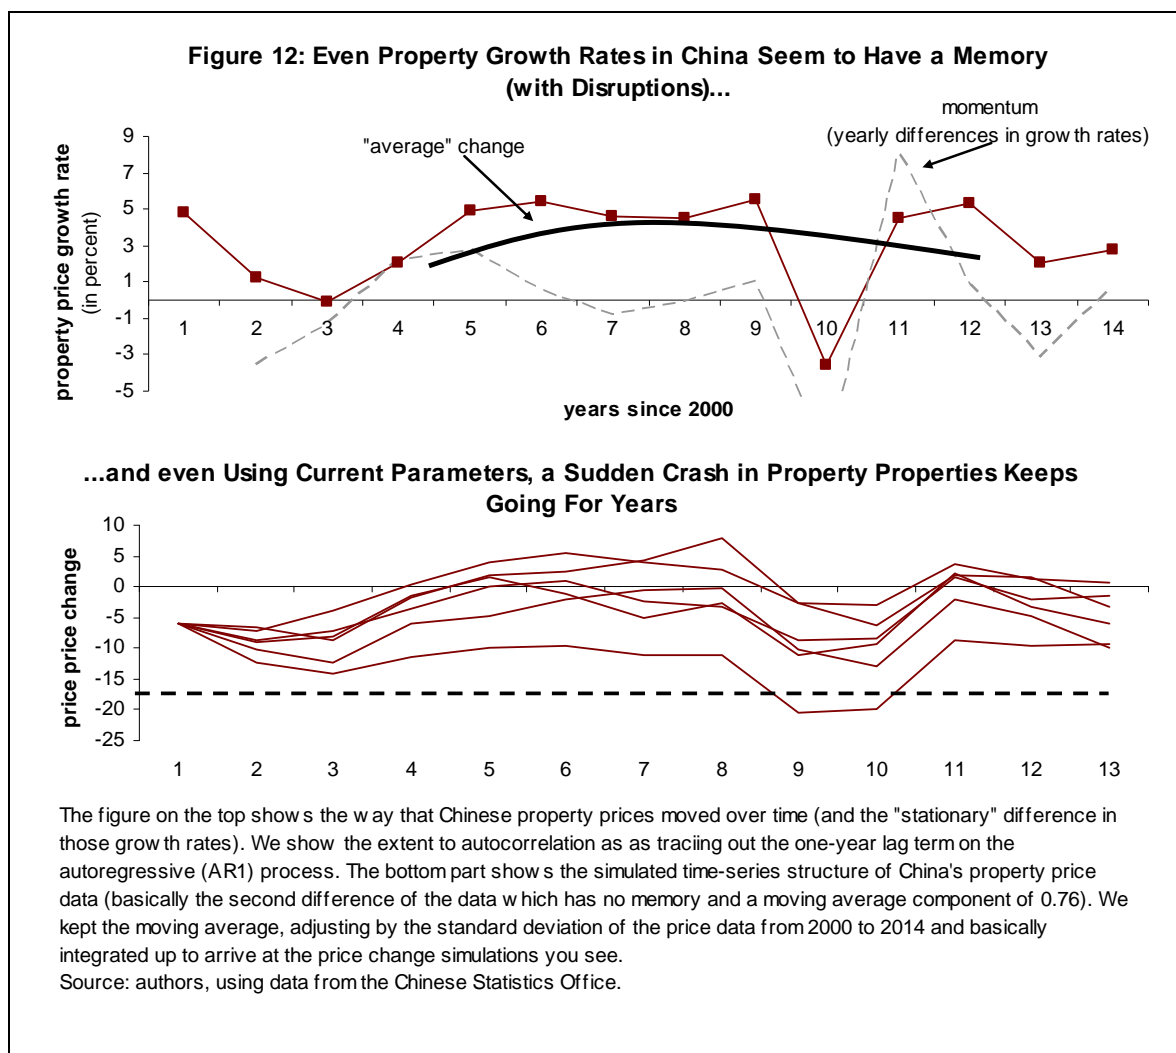 Figure 12: Even Property Growth Rates in China Seem to Have a Memory
(with Disruptions)...
momentum
(yearly differences in growth rates)
"average" change
property price growth rate
(in percent)
9
7
5
3
1
-1
-3
-5
1 2 3 4 5 6 7 8 9 10 11 12 13 14
years since 2000
...and even Using Current Parameters, a Sudden Crash in Property Properties Keeps
Going For Years
price price change
10
5
0
-5
-10
-15
-20
-25
1 2 3 4 5 6 7 8 9 10 11 12 13
The figure on the top shows the way that Chinese property prices moved over time (and the "stationary" difference in
those growth rates). We show the extent to autocorrelation as as traciing out the one-year lag term on the
autoregressive (AR1) process. The bottom part shows the simulated time-series structure of China's property price
data (basically the second difference of the data which has no memory and a moving average component of 0.76). We
kept the moving average, adjusting by the standard deviation of the price data from 2000 to 2014 and basically
integrated up to arrive at the price change simulations you see.
Source: authors, using data from the Chinese Statistics Office.